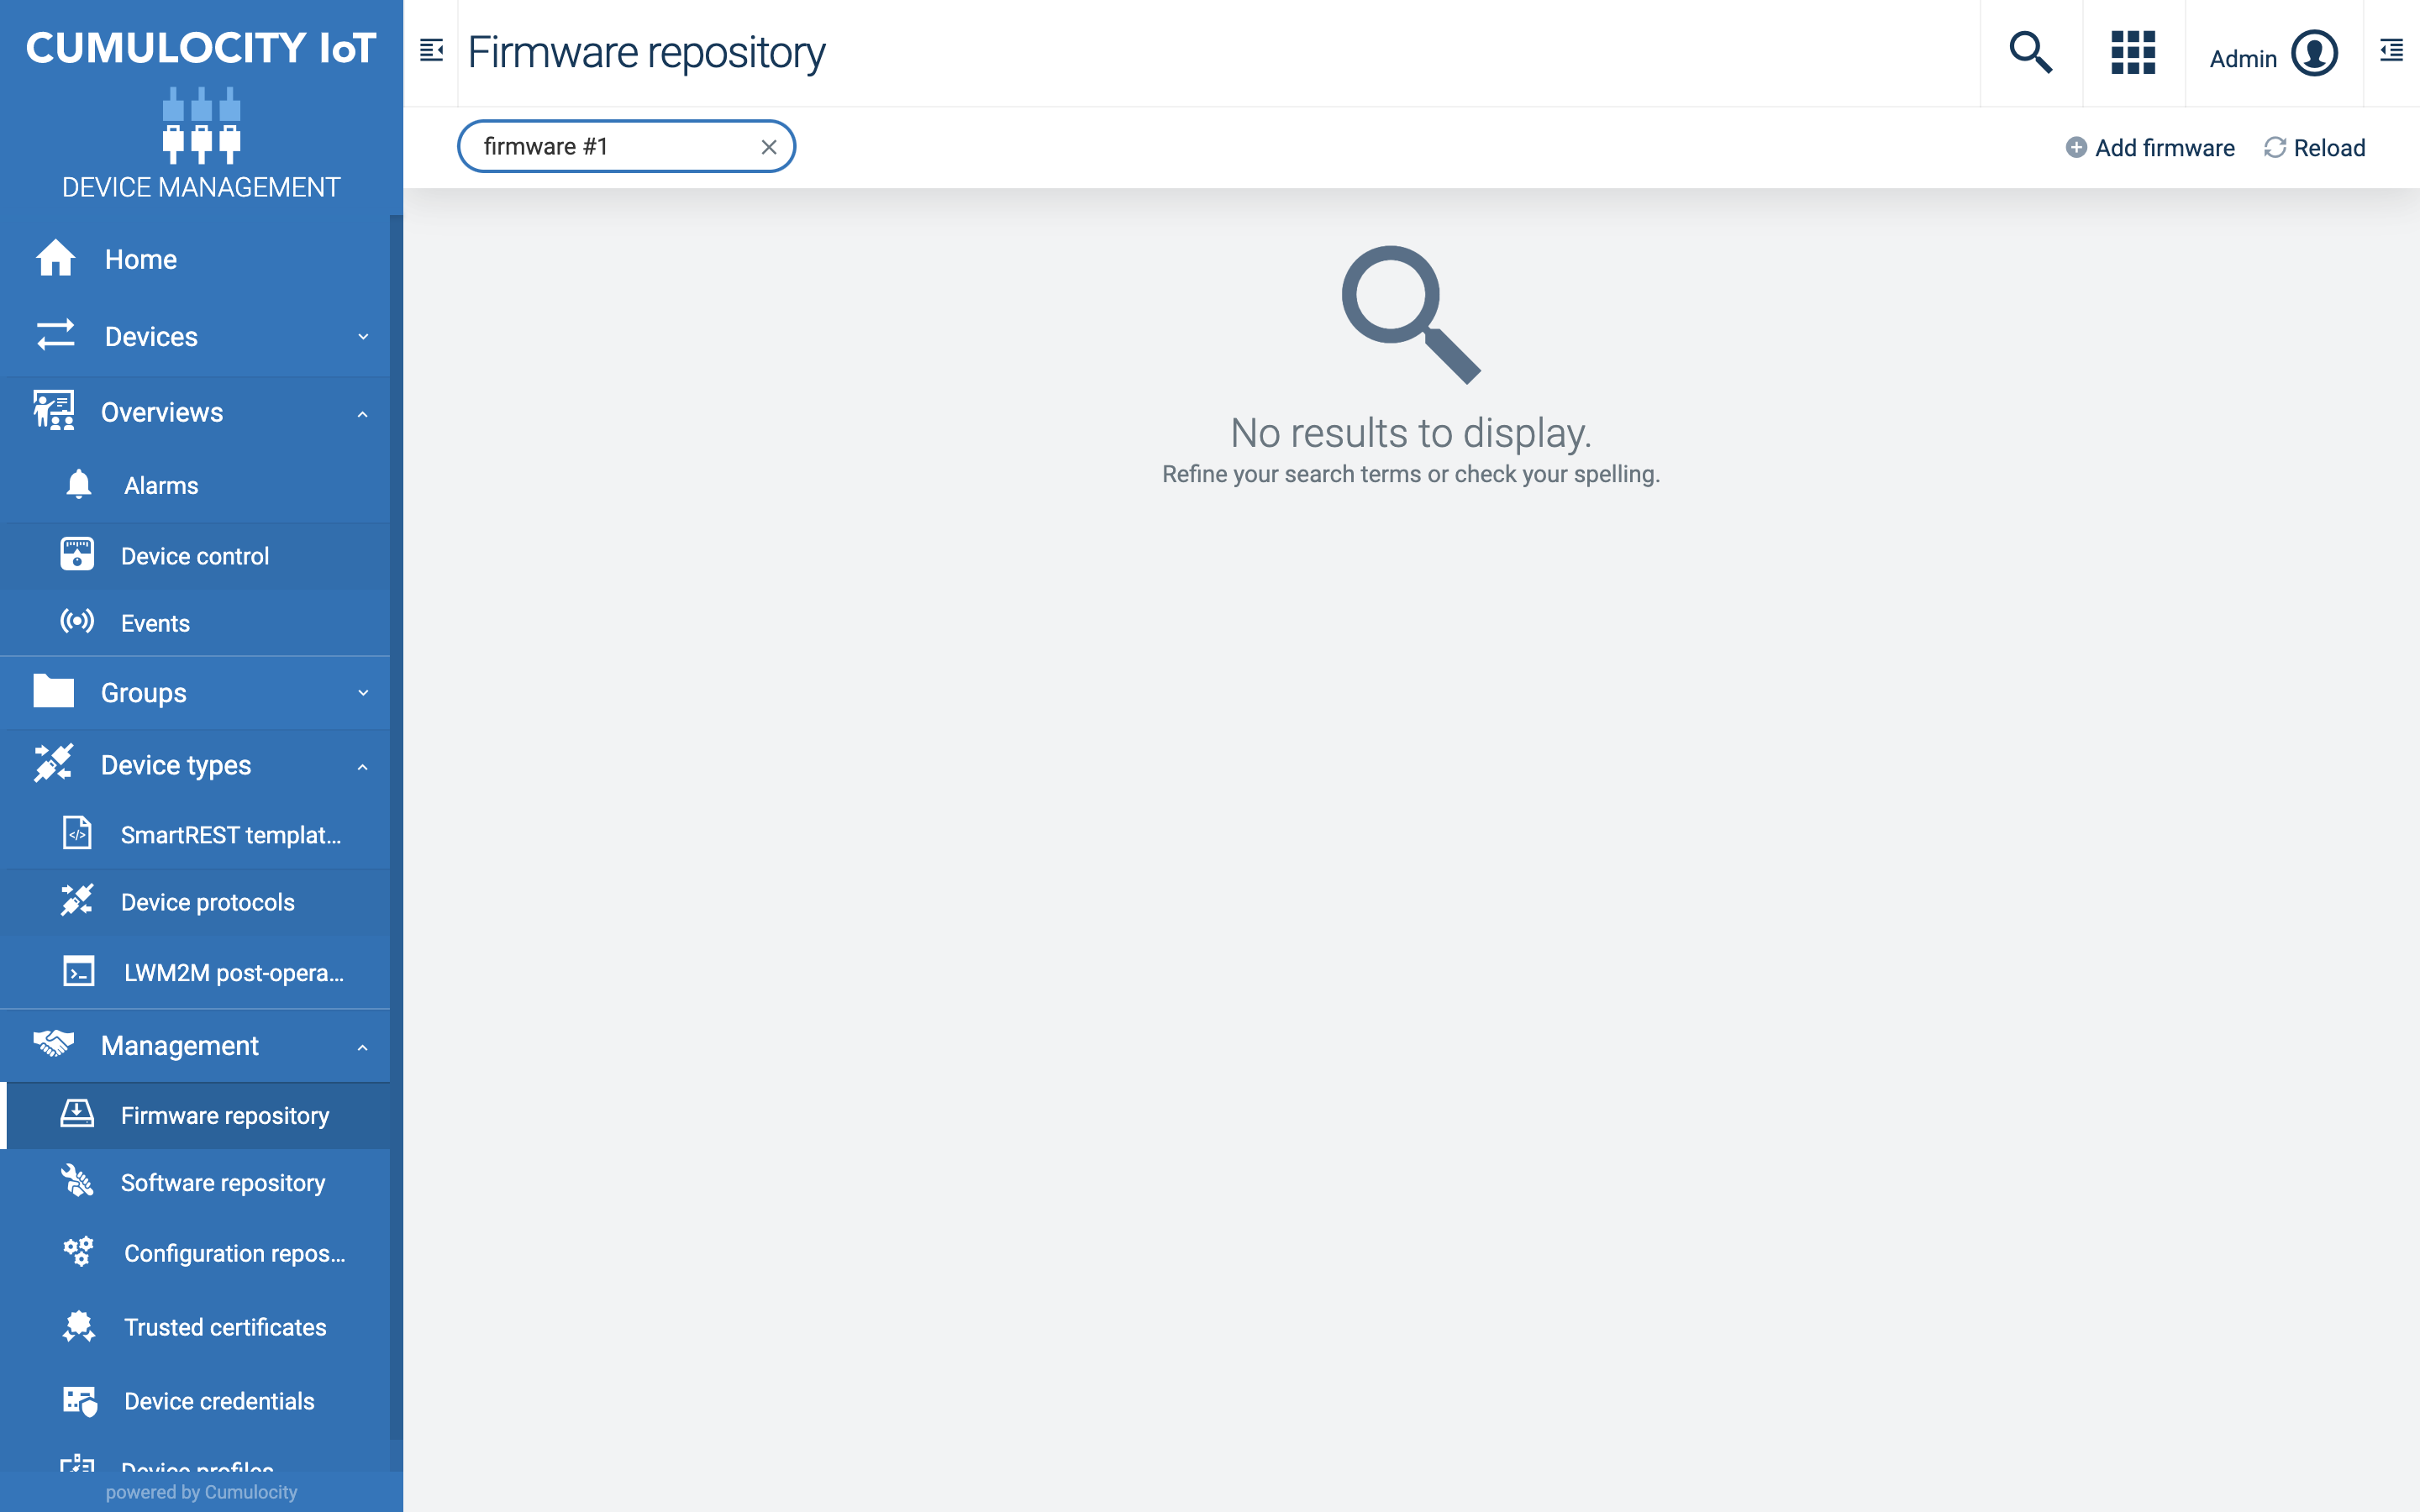 CUMULOCITY IoT
DEVICE MANAGEMENT
Home
Devices
Overviews
Alarms
Device control
Events
Groups
Device types
SmartREST templat...
Device protocols
LWM2M post-opera...
Management
Firmware repository
Software repository
Configuration repos...
Trusted certificates
Device credentials
Device profiles
powered by Cumulocity
Firmware repository
Admin
firmware #1
Add firmware
Reload
No results to display.
Refine your search terms or check your spelling.